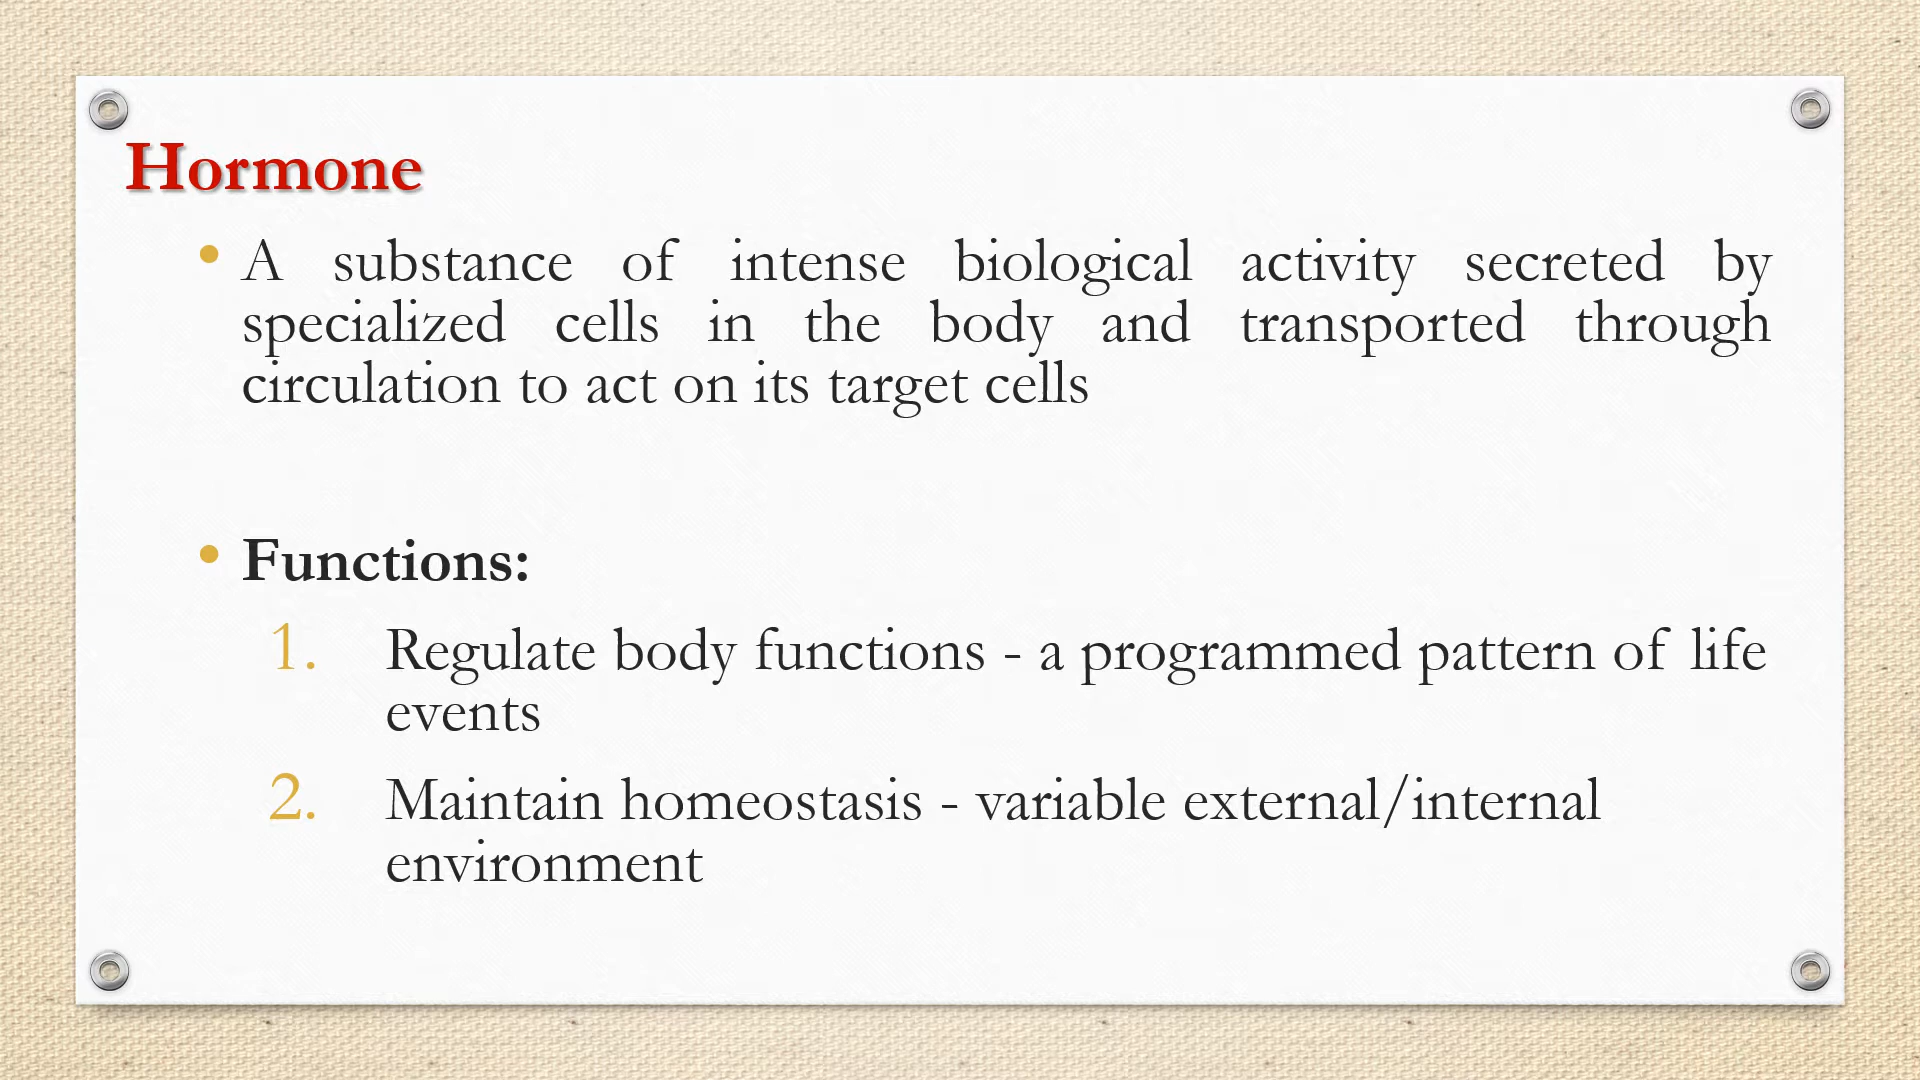 Hormone
• A substance of intense biological activity secreted by
specialized cells in the body and transported through
circulation to act on its target cells
• Functions:
1. Regulate body functions - a programmed pattern of life
events
2. Maintain homeostasis - variable external/internal
environment